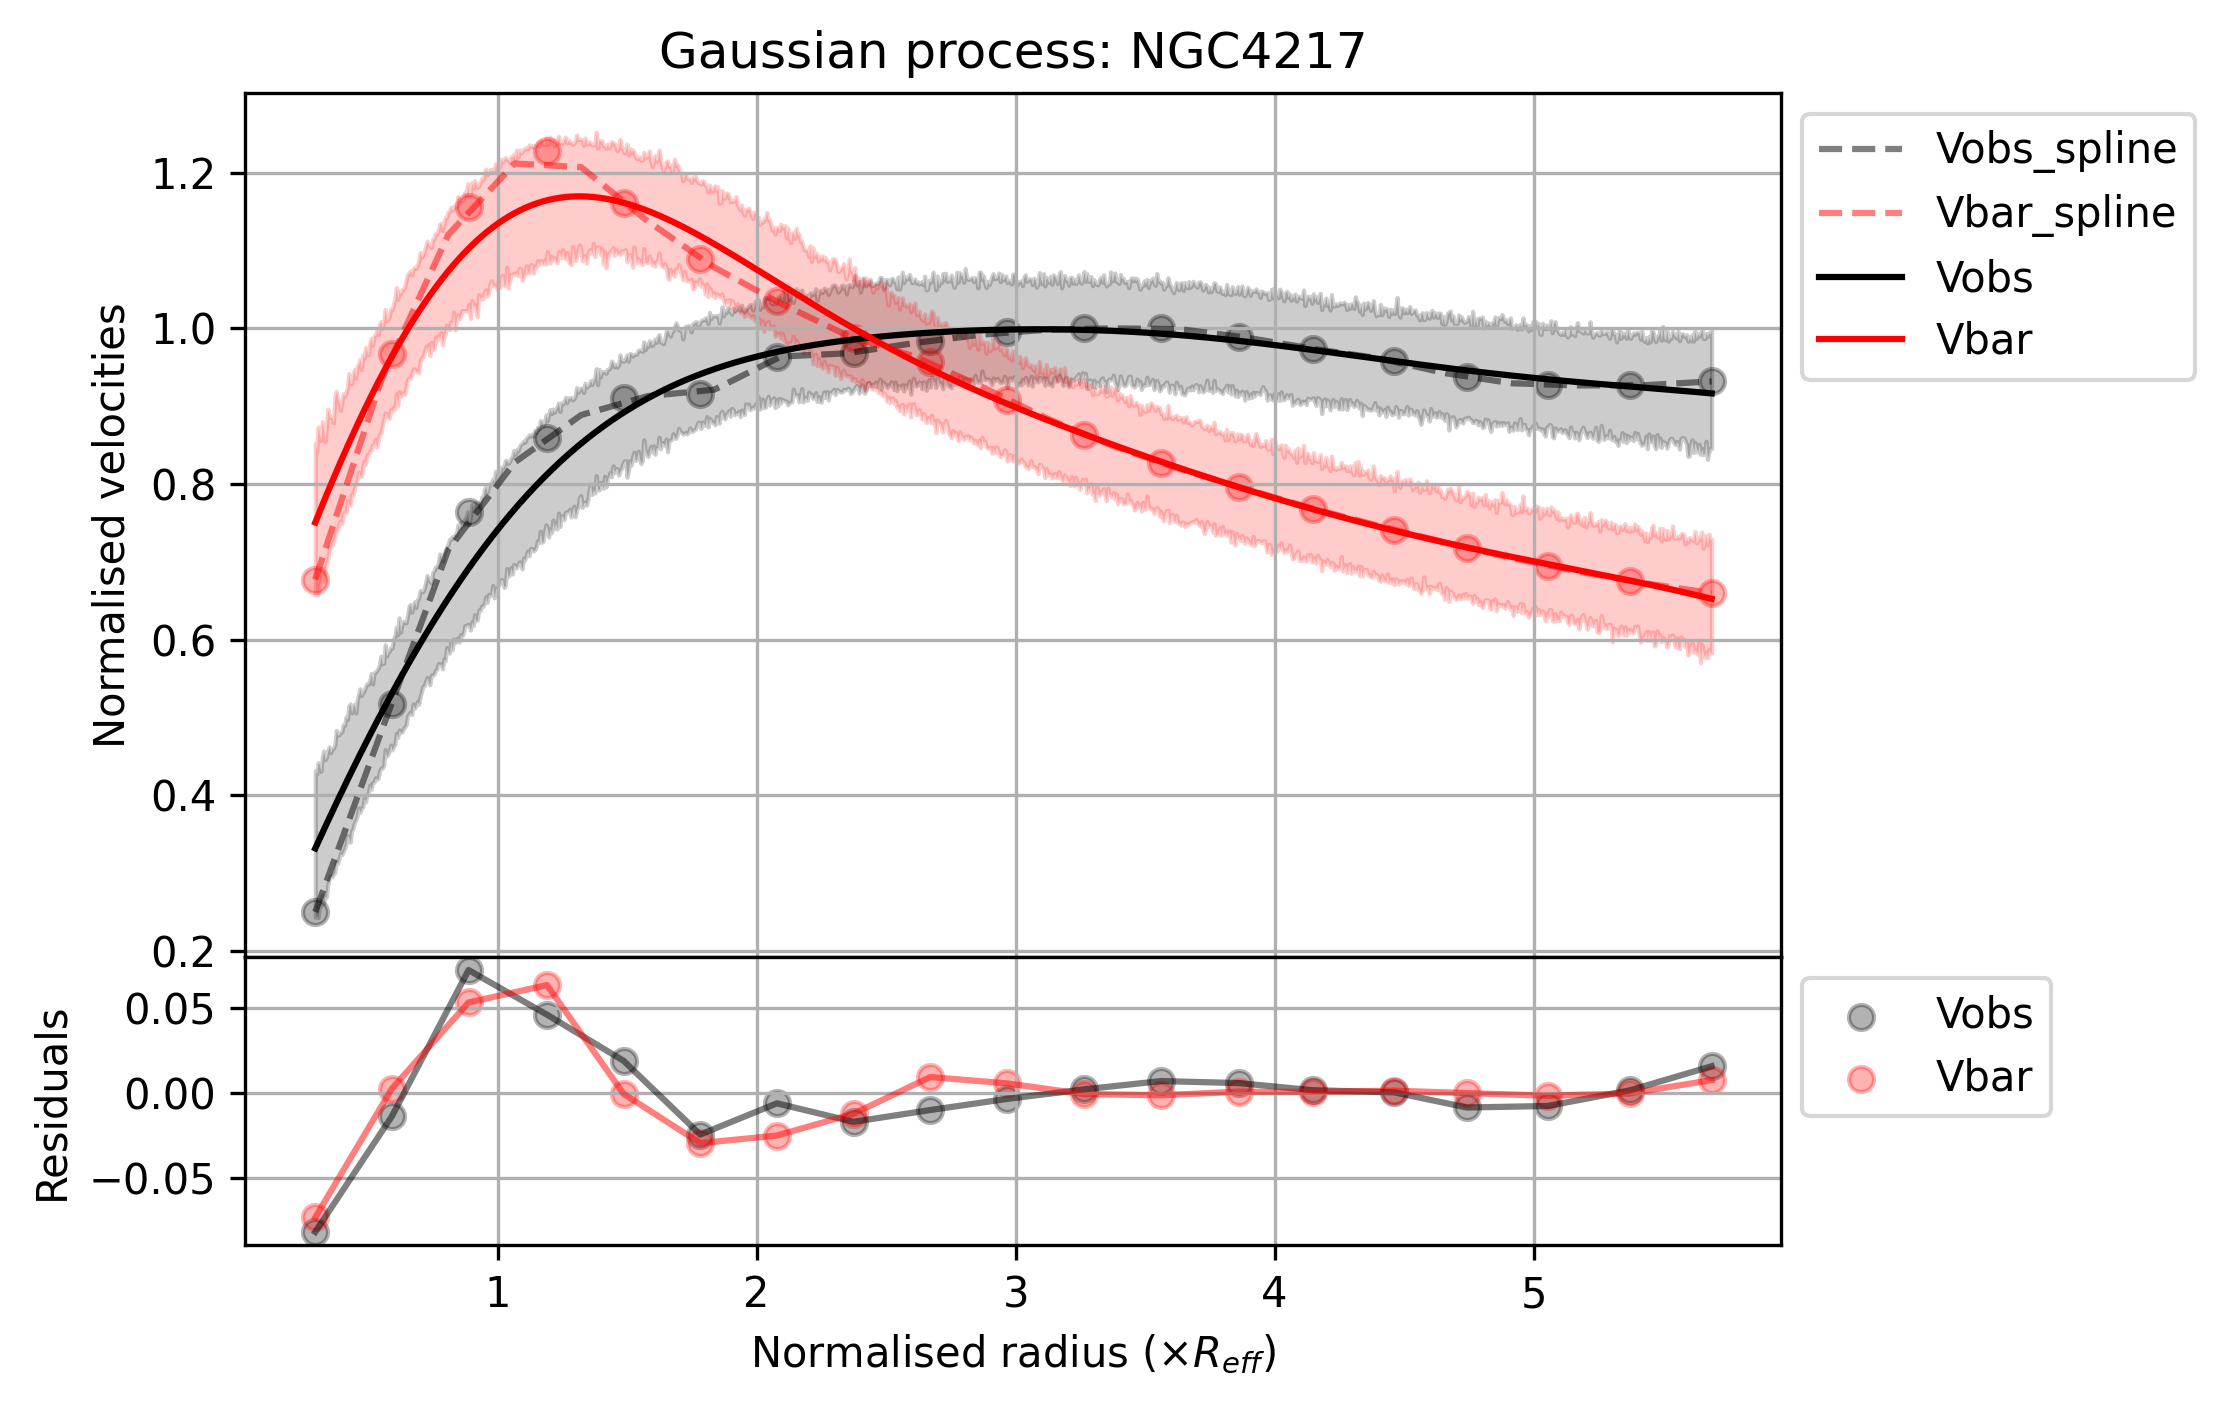 Gaussian process: NGC4217
Normalised velocities
1.2
1.0
0.8
0.6
0.4
0.2
Vobs_spline
Vbar_spline
Vobs
Vbar
Residuals
0.05
0.00
−0.05
Vobs
Vbar
1 2 3 4 5
Normalised radius (×R_eff)